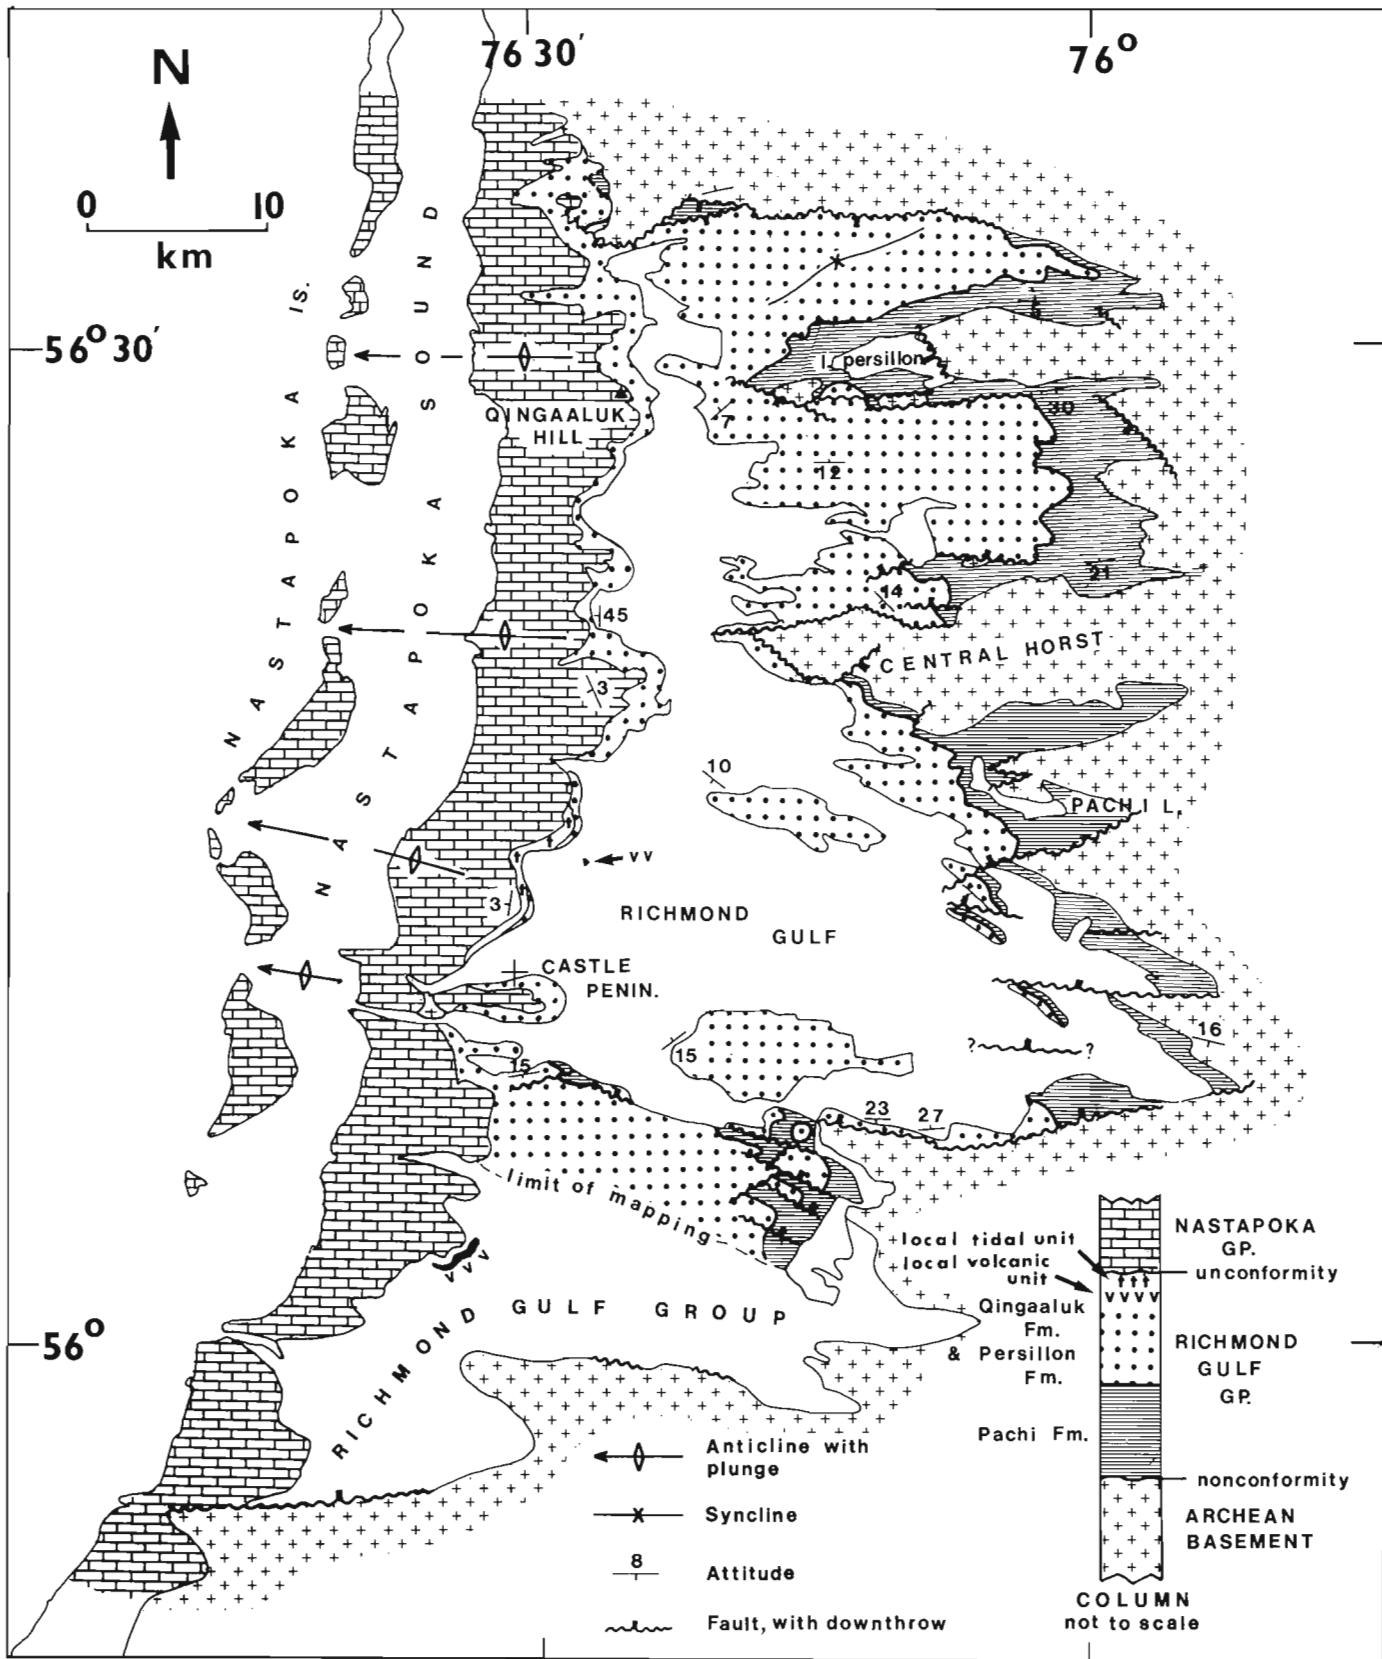 76 30'
76°
N
0 10
km
NASTAPOKA IS.
NASTAPOKA SOUND
56° 30'
L. persillon
QINGAALUK
HILL
6
7
30
12
21
14
45
CENTRAL HORST
3
10
PACHI L.
vv
3
RICHMOND
GULF
CASTLE
PENIN.
16
15
? ?
15
23
27
limit of mapping
vvv
RICHMOND GULF GROUP
56°
local tidal unit
local volcanic
unit
Qingaaluk
Fm.
& Persillon
Fm.
Pachi Fm.
vvvv
NASTAPOKA
GP.
unconformity
RICHMOND
GULF
GP.
nonconformity
ARCHEAN
BASEMENT
COLUMN
not to scale
Anticline with
plunge
Syncline
8
Attitude
Fault, with downthrow